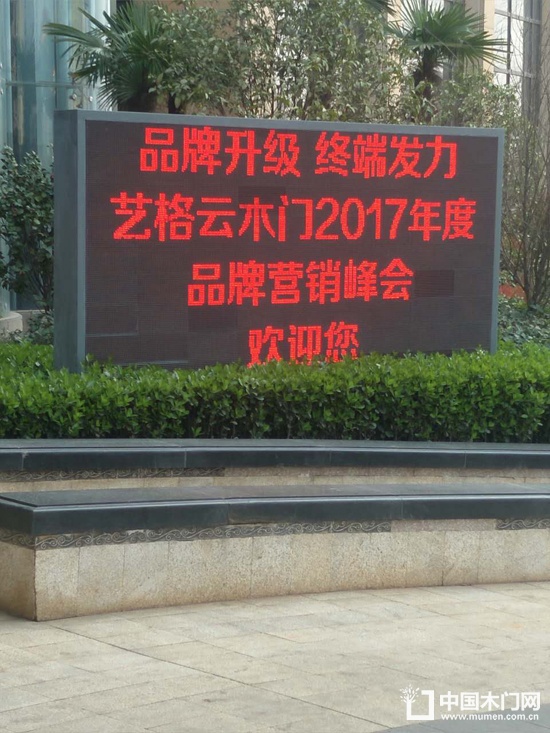 品牌升级 终端发力
艺格云木门2017年度
品牌营销峰会
欢迎您
中国木门网
www.mumen.com.cn